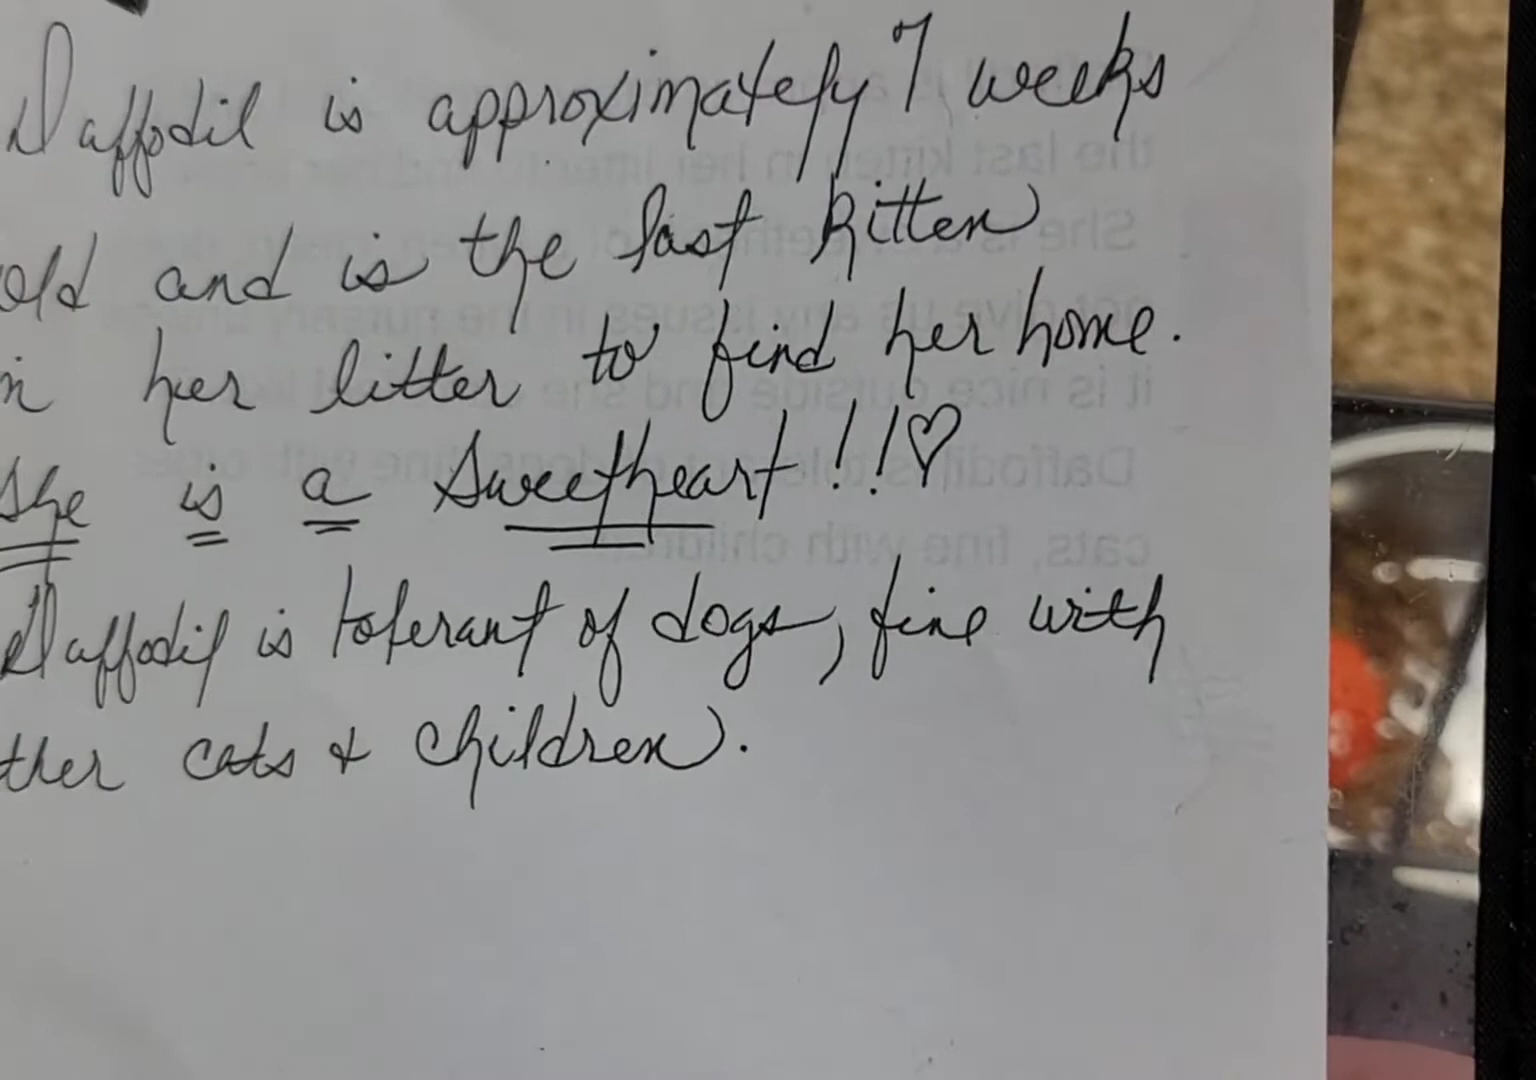 Daffodil is approximately 7 weeks
old and is the last kitten
in her litter to find her home.
She is a Sweetheart!!!♡
Daffodil is tolerant of dogs, fine with
ther cats & children.